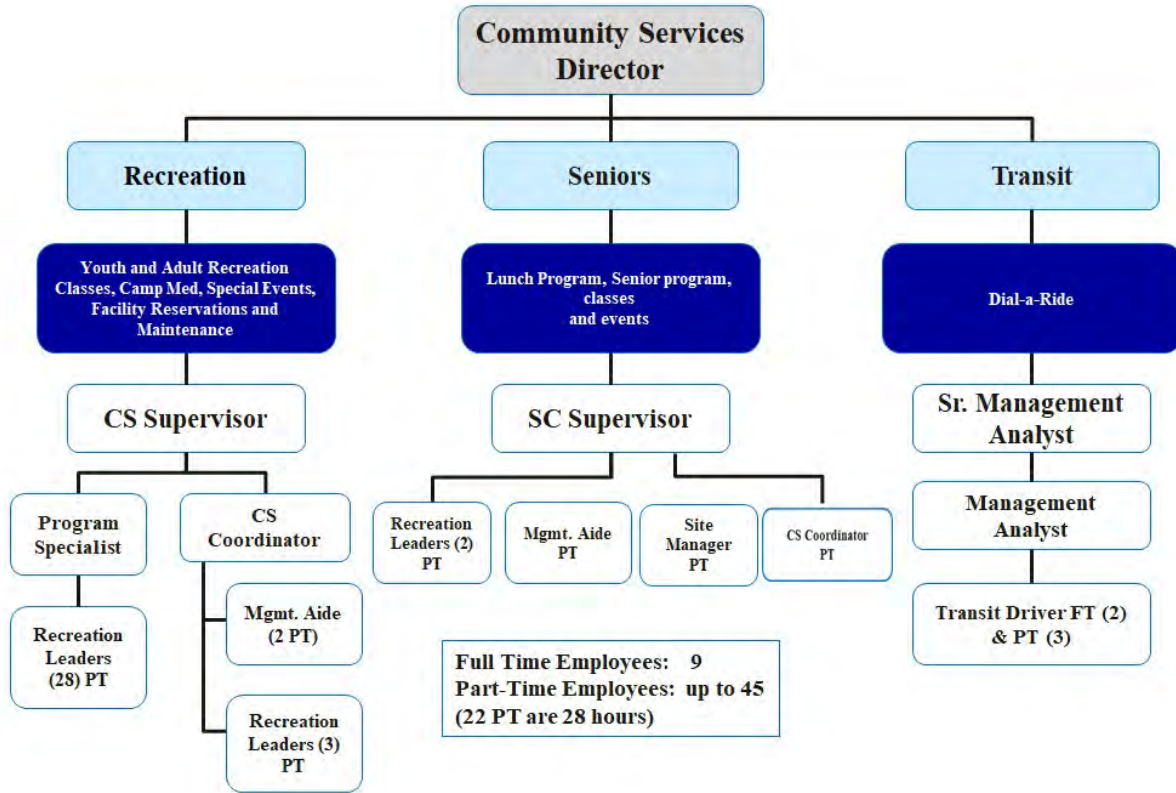 Community Services
Director
Recreation
Seniors
Transit
Youth and Adult Recreation
Classes, Camp Med, Special Events,
Facility Reservations and
Maintenance
Lunch Program, Senior program,
classes
and events
Dial-a-Ride
CS Supervisor
SC Supervisor
Sr. Management
Analyst
Program
Specialist
CS
Coordinator
Recreation
Leaders (2)
PT
Mgmt. Aide
PT
Site
Manager
PT
CS Coordinator
PT
Management
Analyst
Recreation
Leaders
(28) PT
Mgmt. Aide
(2 PT)
Transit Driver FT (2)
& PT (3)
Recreation
Leaders (3)
PT
Full Time Employees: 9
Part-Time Employees: up to 45
(22 PT are 28 hours)